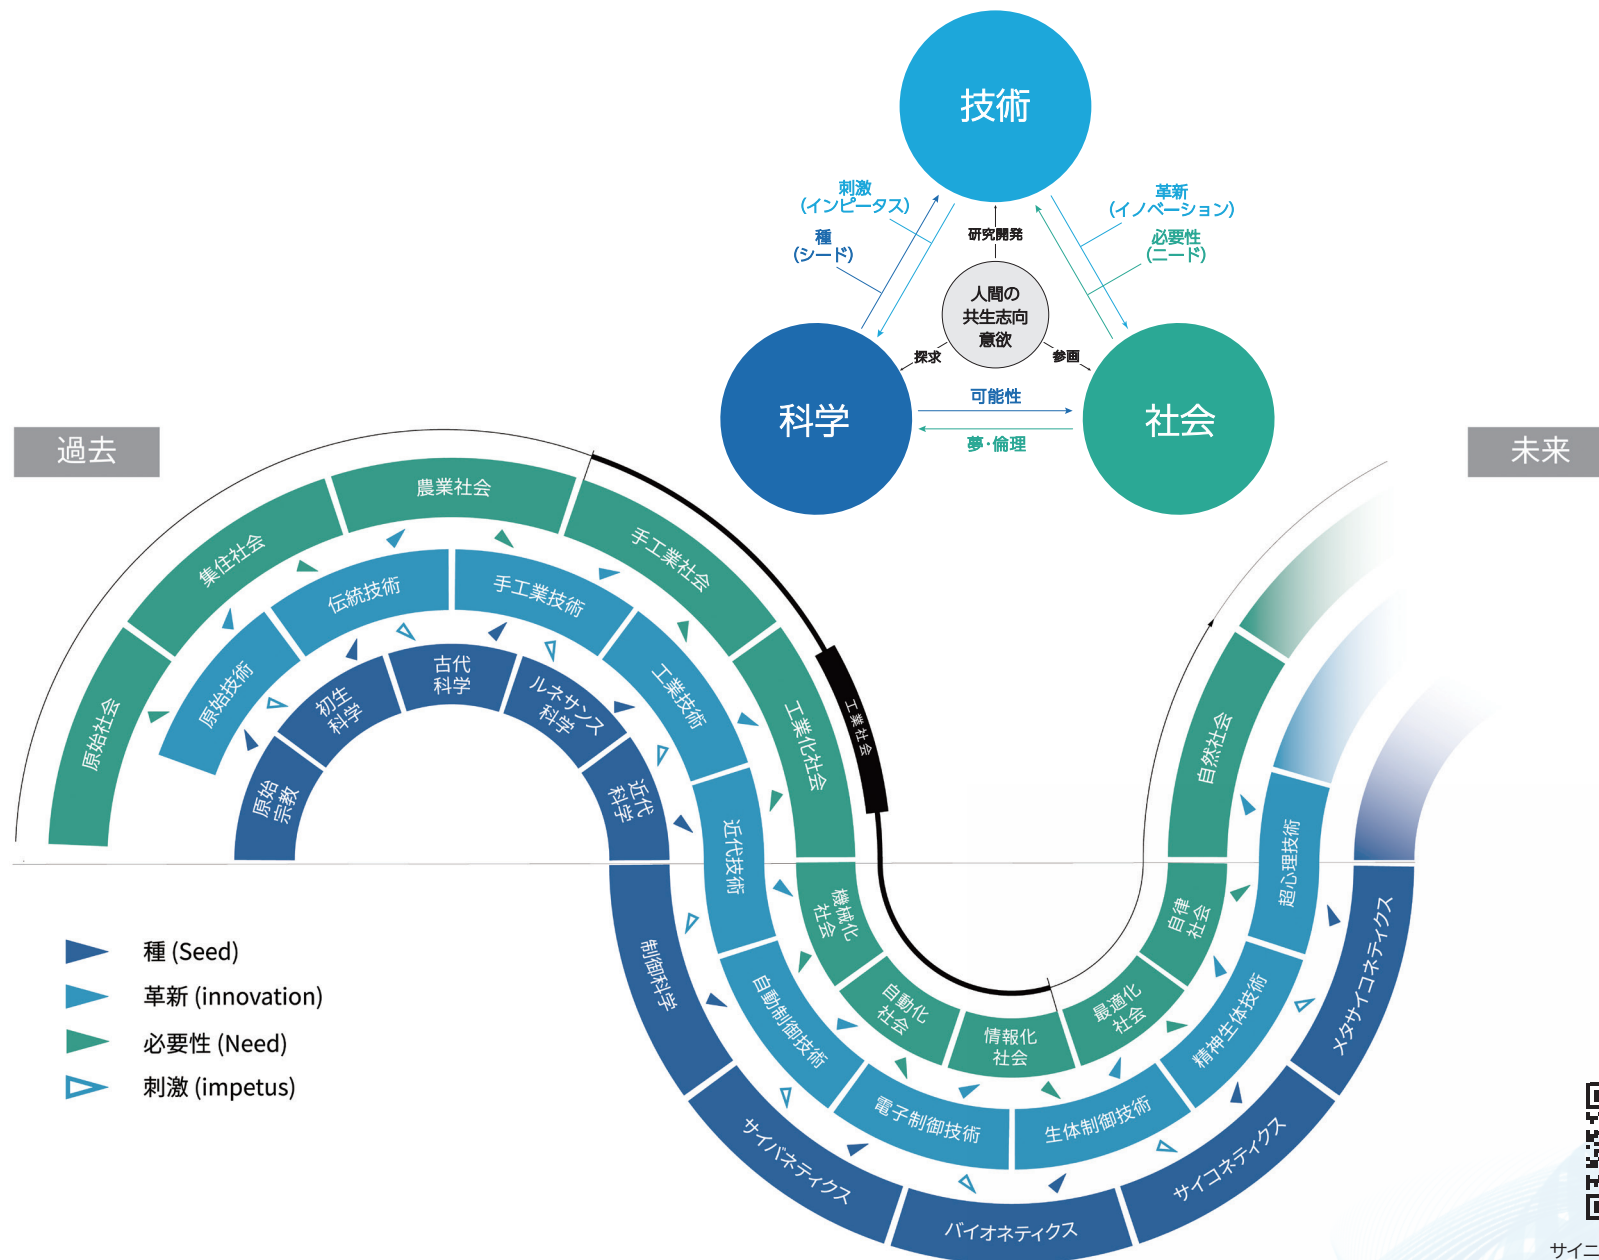 技術
刺激
(インピータス)
種
(シード)
革新
(イノベーション)
必要性
(ニード)
研究開発
人間の
共生志向
意欲
探求
参画
科学
可能性
夢・倫理
社会
過去
未来
原始社会
集住社会
農業社会
手工業社会
工業化社会
工業社会
機械化
社会
自動化
社会
情報化
社会
最適化
社会
自律
社会
自然社会
原始技術
伝統技術
手工業技術
工業技術
近代技術
自動制御技術
電子制御技術
生体制御技術
精神生体技術
超心理技術
原始
宗教
初生
科学
古代
科学
ルネサンス
科学
近代
科学
制御科学
サイバネティクス
バイオネティクス
サイコネティクス
メタサイコネティクス
種 (Seed)
革新 (innovation)
必要性 (Need)
刺激 (impetus)
サイニ